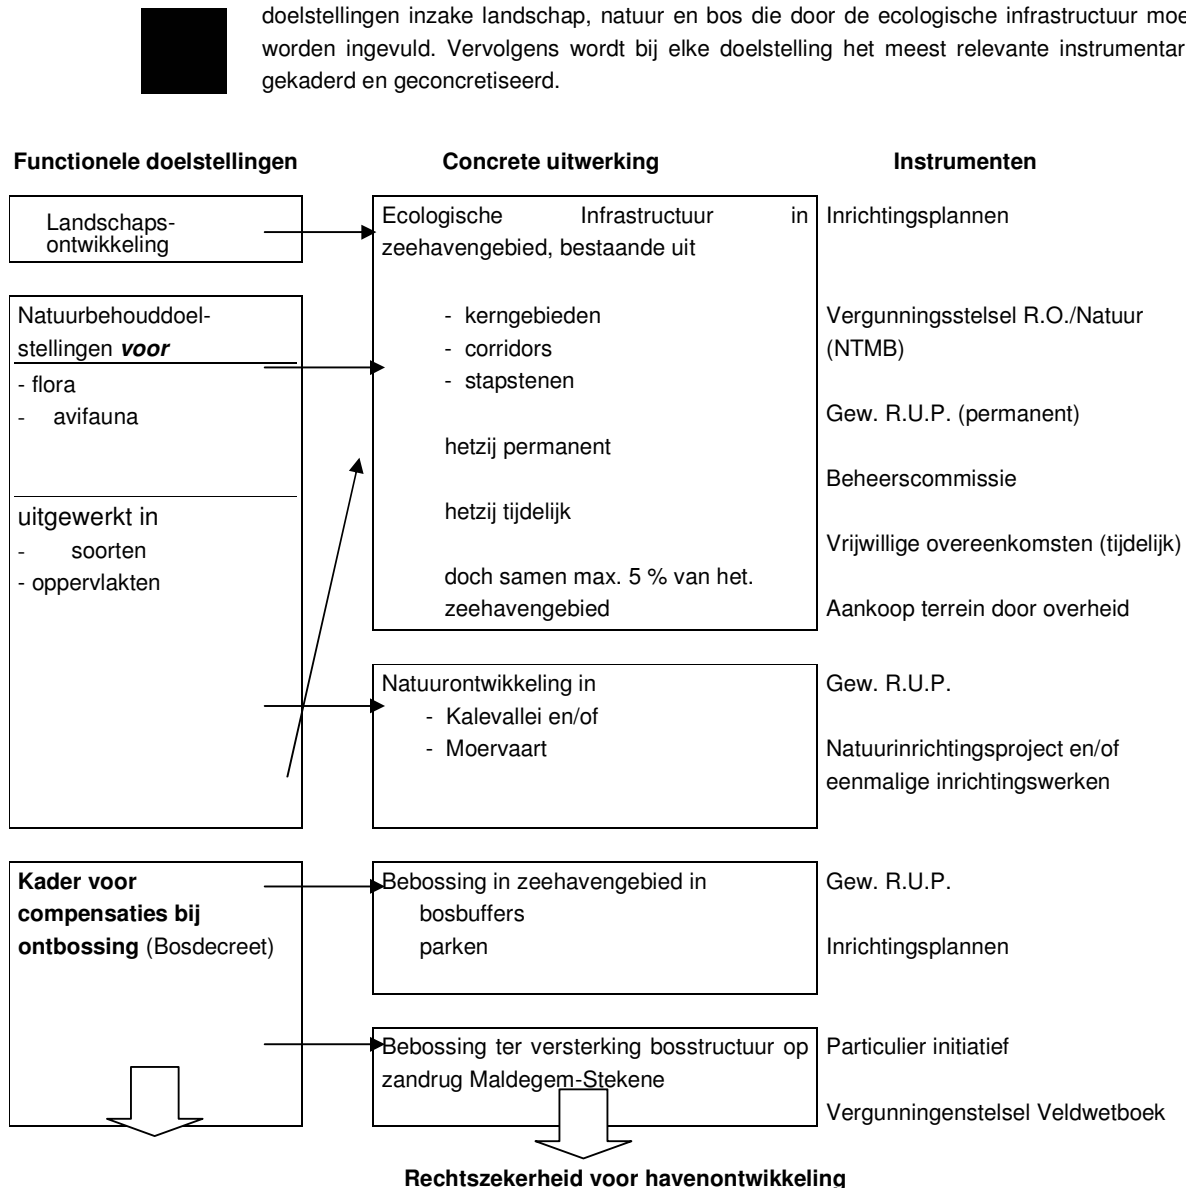 doelstellingen inzake landschap, natuur en bos die door de ecologische infrastructuur moe
worden ingevuld. Vervolgens wordt bij elke doelstelling het meest relevante instrumentar
gekaderd en geconcretiseerd.
Functionele doelstellingen
Concrete uitwerking
Instrumenten
Landschaps-
ontwikkeling
Ecologische Infrastructuur in
zeehavengebied, bestaande uit
Inrichtingsplannen
Natuurbehouddoel-
stellingen voor
- flora
- avifauna
- kerngebieden
- corridors
- stapstenen
Vergunningsstelsel R.O./Natuur
(NTMB)
Gew. R.U.P. (permanent)
hetzij permanent
Beheerscommissie
uitgewerkt in
- soorten
- oppervlakten
hetzij tijdelijk
Vrijwillige overeenkomsten (tijdelijk)
doch samen max. 5 % van het.
zeehavengebied
Aankoop terrein door overheid
Natuurontwikkeling in
- Kalevallei en/of
- Moervaart
Gew. R.U.P.
Natuurinrichtingsproject en/of
eenmalige inrichtingswerken
Kader voor
compensaties bij
ontbossing (Bosdecreet)
Bebossing in zeehavengebied in
bosbuffers
parken
Gew. R.U.P.
Inrichtingsplannen
Bebossing ter versterking bosstructuur op
zandrug Maldegem-Stekene
Particulier initiatief
Vergunningenstelsel Veldwetboek
Rechtszekerheid voor havenontwikkeling